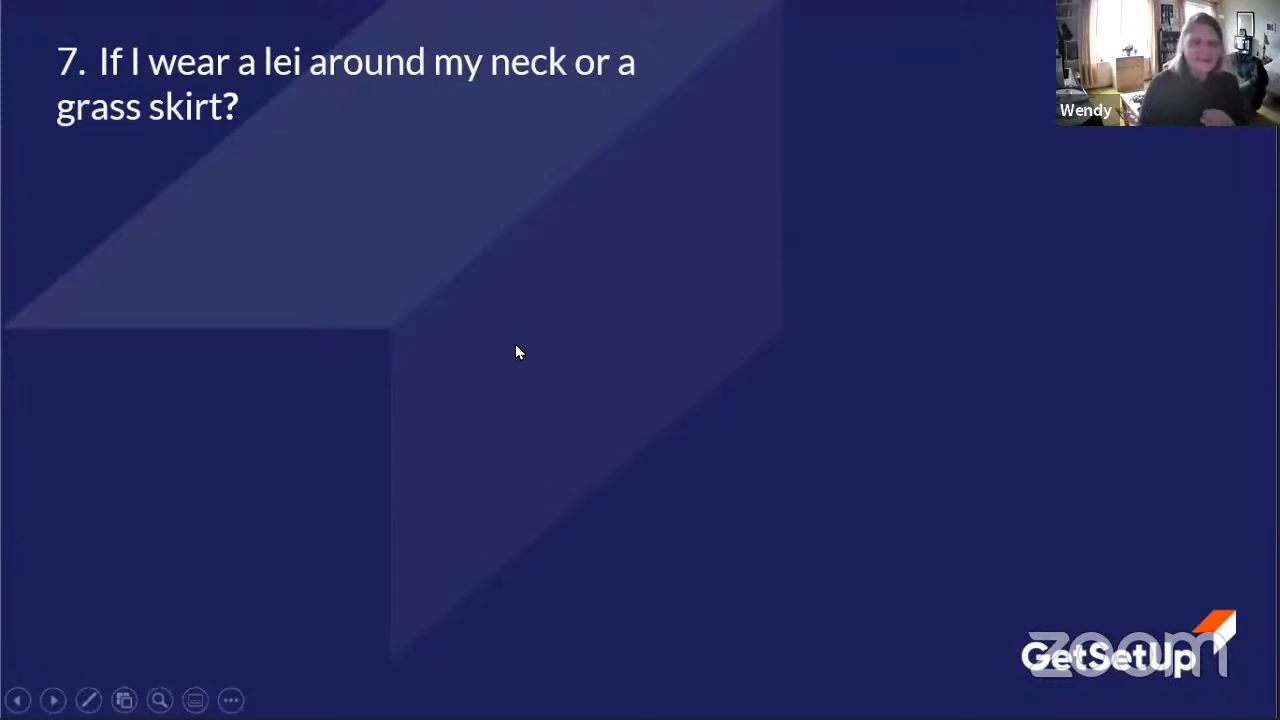 7. If I wear a lei around my neck or a
grass skirt?
Wendy
GetSetUp
zoom